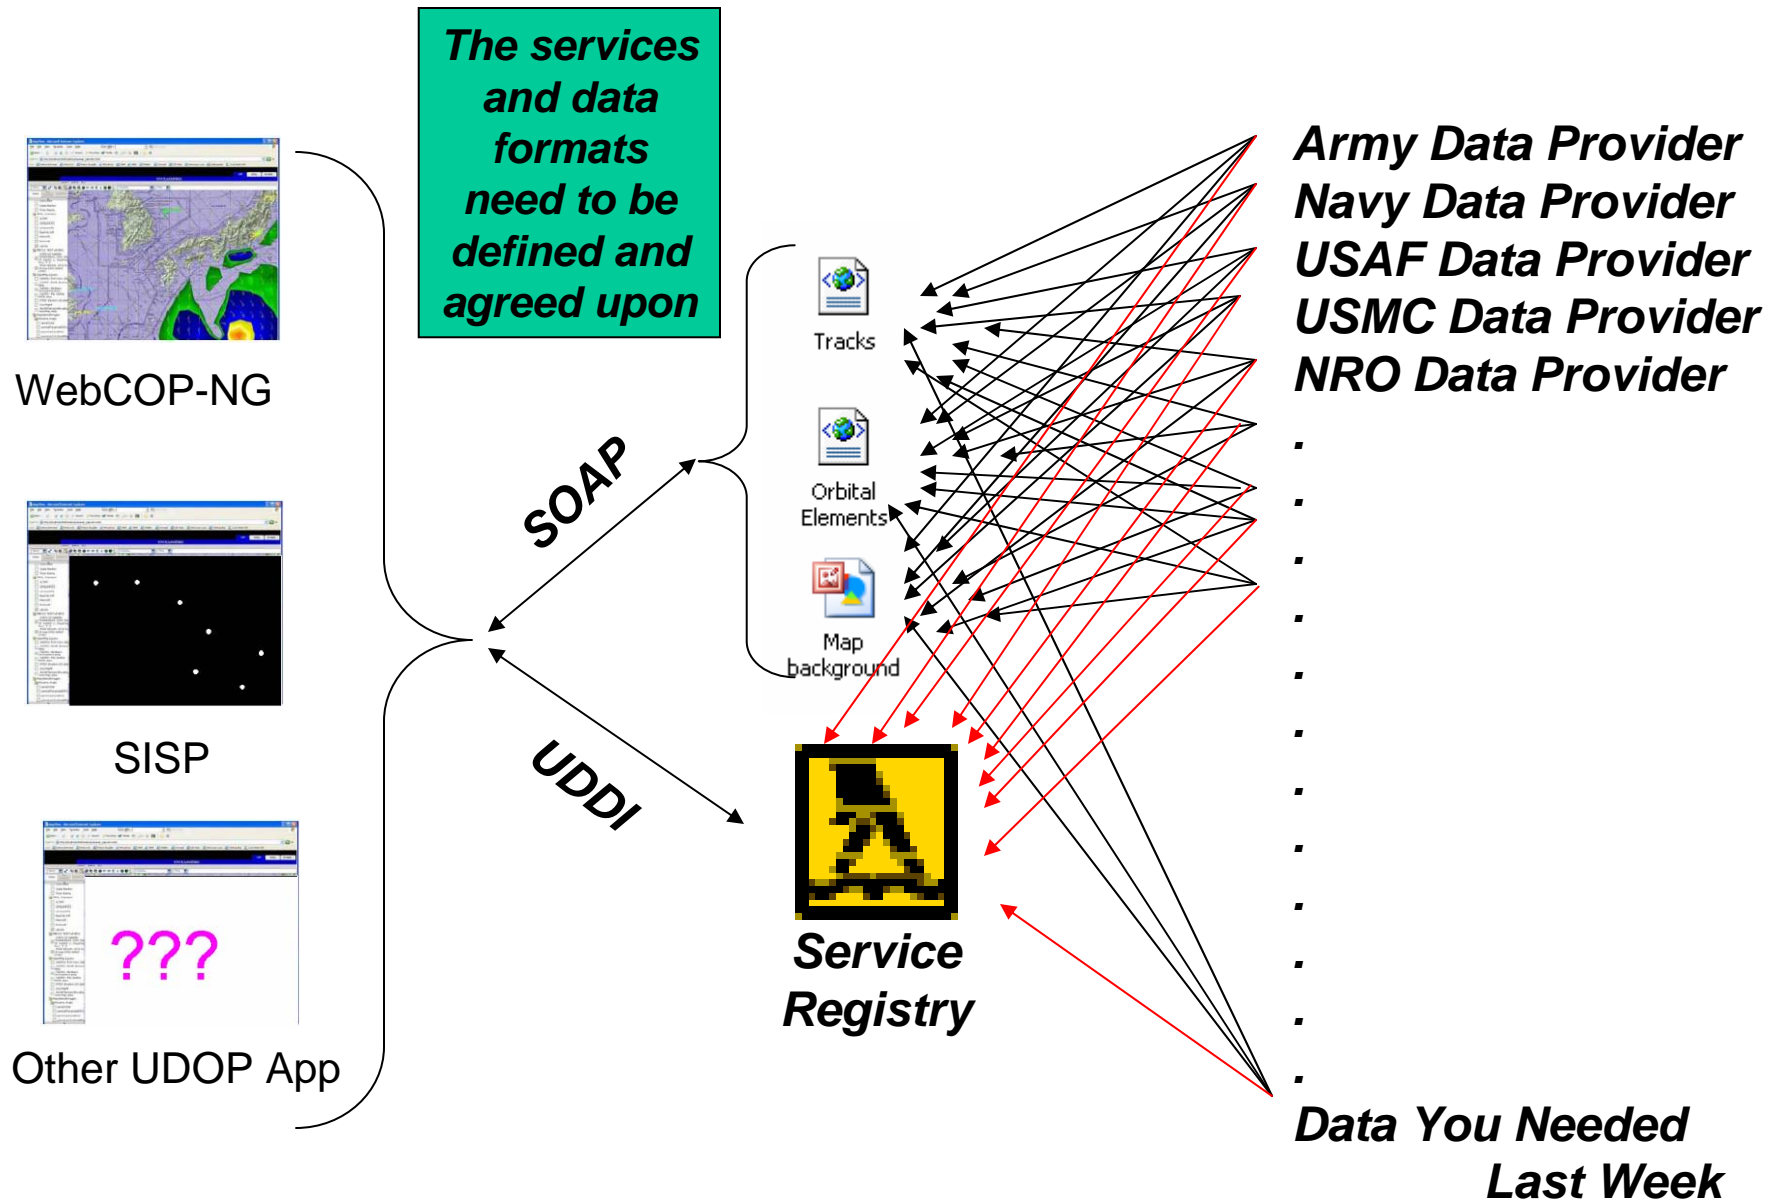 The services
and data
formats
need to be
defined and
agreed upon
WebCOP-NG
SISP
???
Other UDOP App
SOAP
UDDI
Tracks
Orbital
Elements
Map
background
Service
Registry
Army Data Provider
Navy Data Provider
USAF Data Provider
USMC Data Provider
NRO Data Provider
.
.
.
.
.
.
.
.
.
.
.
.
Data You Needed
Last Week